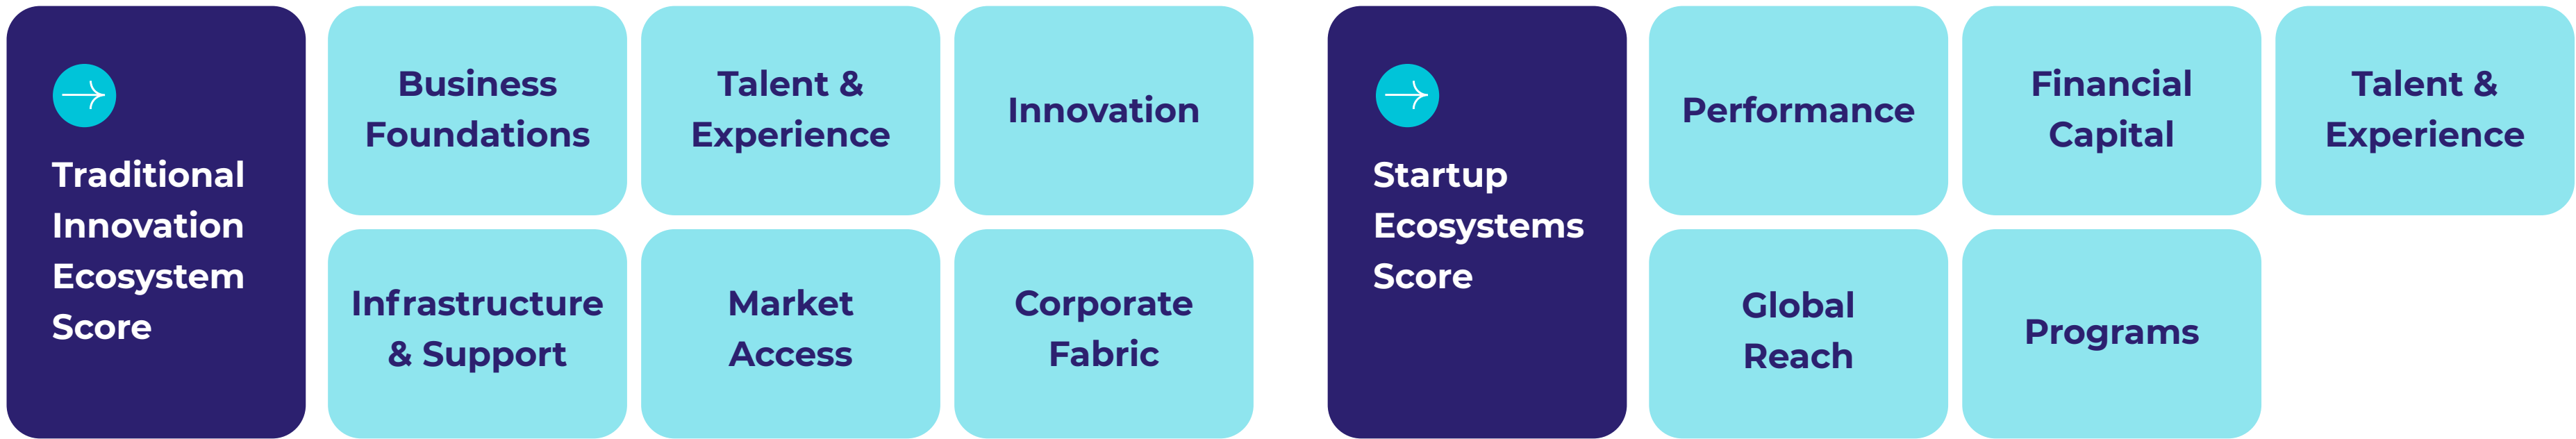 Traditional
Innovation
Ecosystem
Score
Business
Foundations
Talent &
Experience
Innovation
Infrastructure
& Support
Market
Access
Corporate
Fabric
Startup
Ecosystems
Score
Performance
Financial
Capital
Talent &
Experience
Global
Reach
Programs